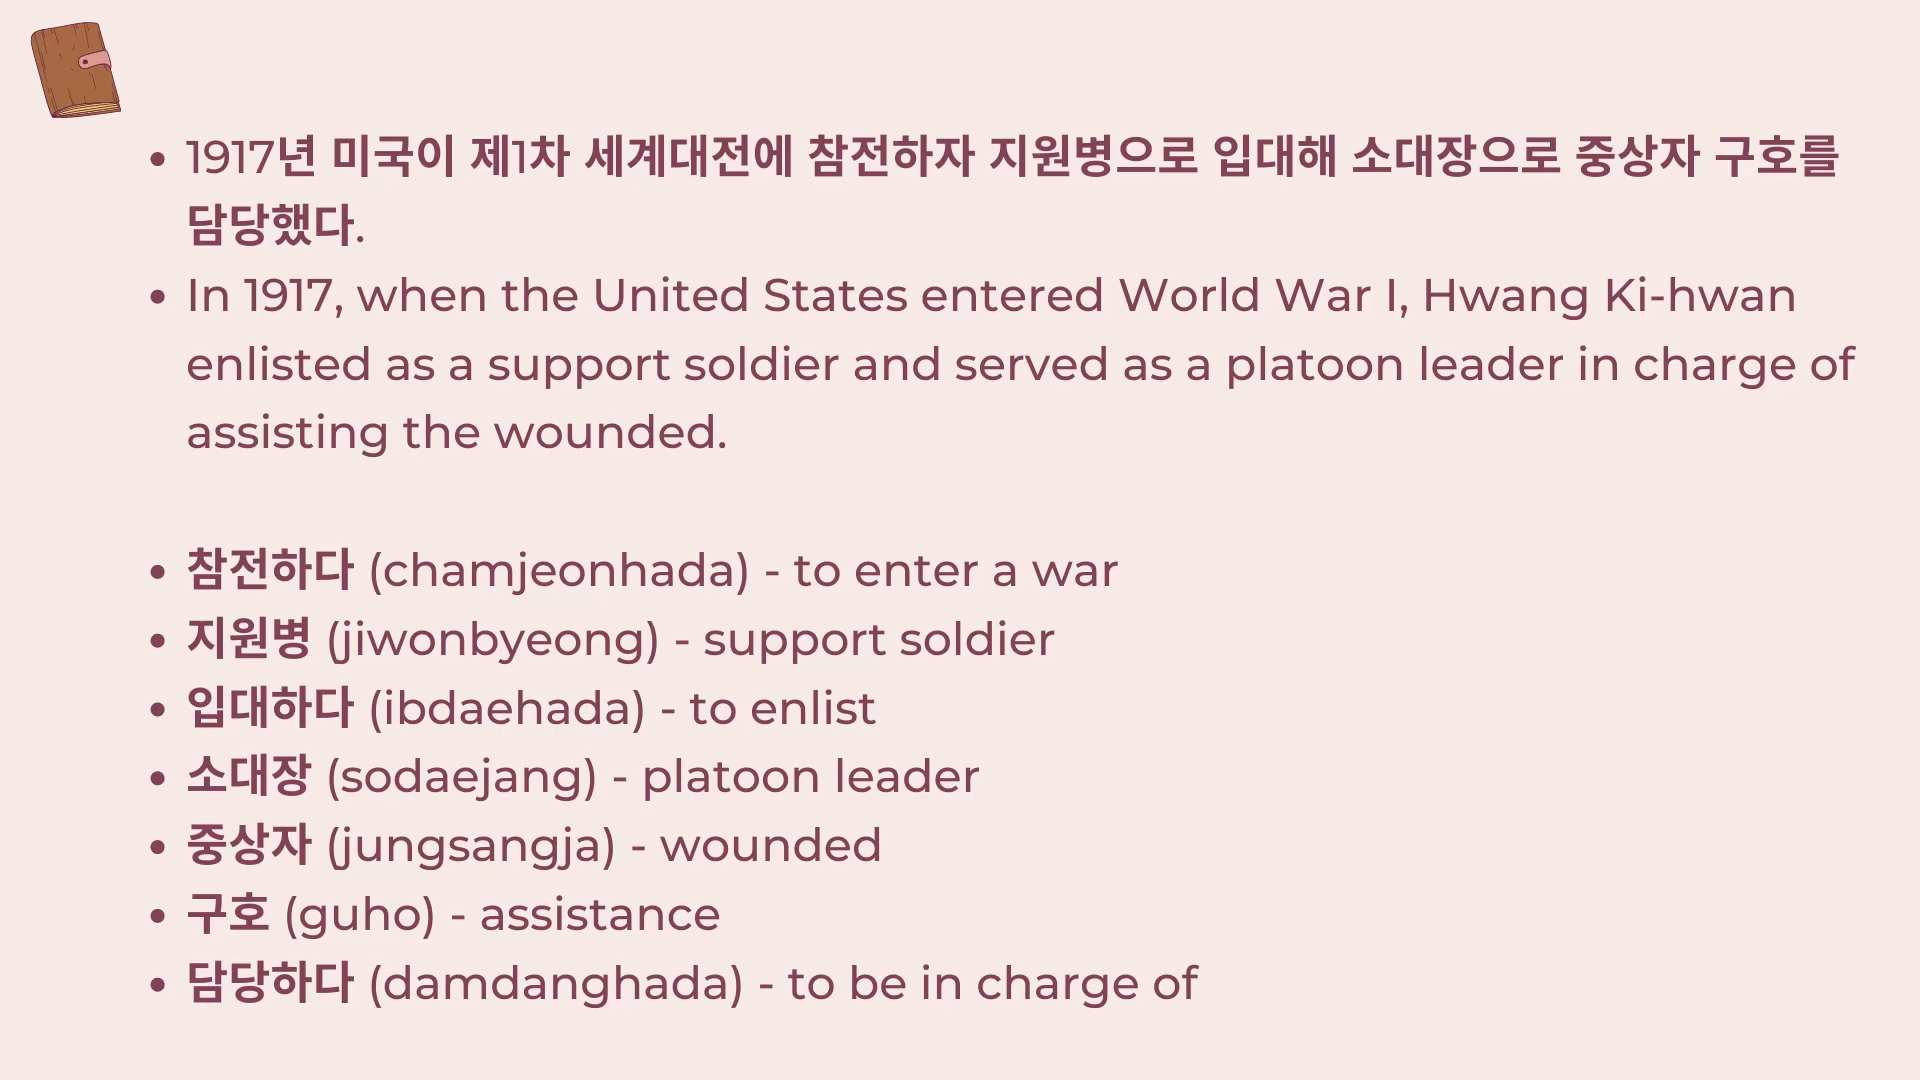 • 1917년 미국이 제1차 세계대전에 참전하자 지원병으로 입대해 소대장으로 중상자 구호를
담당했다.
• In 1917, when the United States entered World War I, Hwang Ki-hwan
enlisted as a support soldier and served as a platoon leader in charge of
assisting the wounded.
• 참전하다 (chamjeonhada) - to enter a war
• 지원병 (jiwonbyeong) - support soldier
• 입대하다 (ibdaehada) - to enlist
• 소대장 (sodaejang) - platoon leader
• 중상자 (jungsangja) - wounded
• 구호 (guho) - assistance
• 담당하다 (damdanghada) - to be in charge of